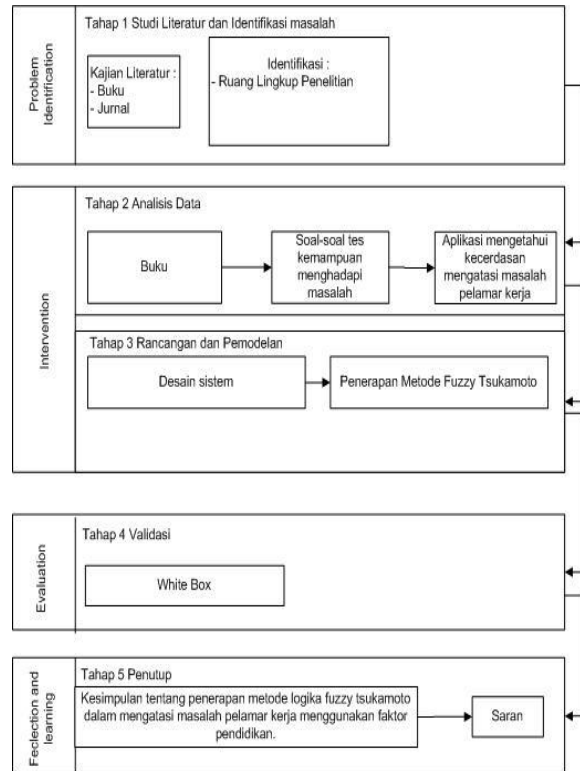 Problem
Identification
Tahap 1 Studi Literatur dan Identifikasi masalah
Kajian Literatur :
- Buku
- Jurnal
Identifikasi :
- Ruang Lingkup Penelitian
Intervention
Tahap 2 Analisis Data
Buku
Soal-soal tes
kemampuan
menghadapi
masalah
Aplikasi mengetahui
kecerdasan
mengatasi masalah
pelamar kerja
Tahap 3 Rancangan dan Pemodelan
Desain sistem
Penerapan Metode Fuzzy Tsukamoto
Evaluation
Tahap 4 Validasi
White Box
Feclection and
learning
Tahap 5 Penutup
Kesimpulan tentang penerapan metode logika fuzzy tsukamoto
dalam mengatasi masalah pelamar kerja menggunakan faktor
pendidikan.
Saran